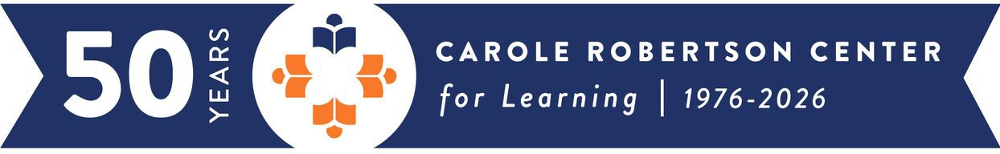 50
YEARS
CAROLE ROBERTSON CENTER
for Learning | 1976-2026